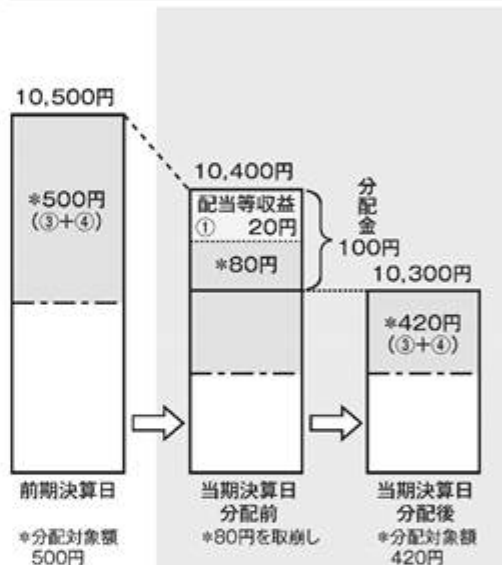 10,500円
*500円
(③+④)
10,400円
配当等収益
① 20円
*80円
分配金
100円
10,300円
*420円
(③+④)
前期決算日
*分配対象額
500円
当期決算日
分配前
*80円を取崩し
当期決算日
分配後
*分配対象額
420円